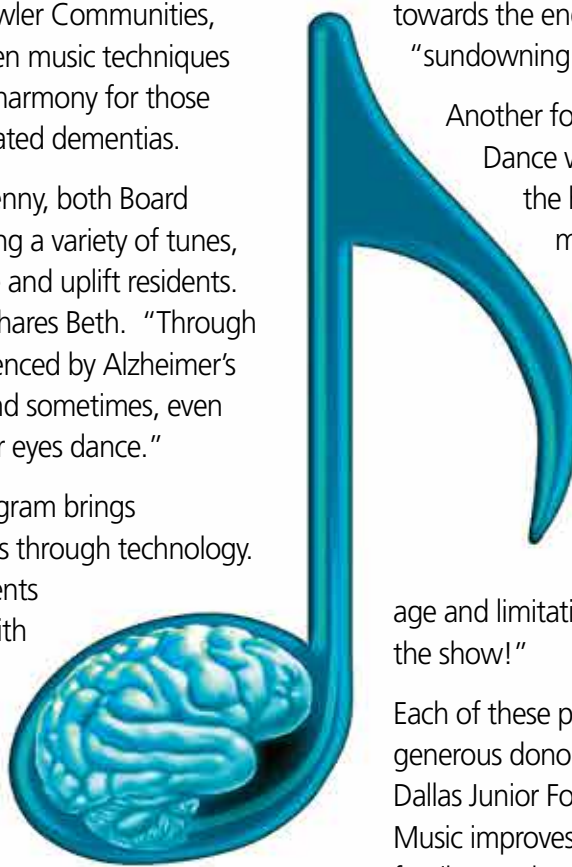 wler Communities,
en music techniques
harmony for those
ated dementias.
enny, both Board
ng a variety of tunes,
and uplift residents.
hares Beth. “Through
enced by Alzheimer’s
nd sometimes, even
r eyes dance.”
gram brings
s through technology.
ents
ith
towards the en
“sundowning
Another fo
Dance v
the
m
age and limitati
the show!”
Each of these p
generous dono
Dallas Junior Fo
Music improves